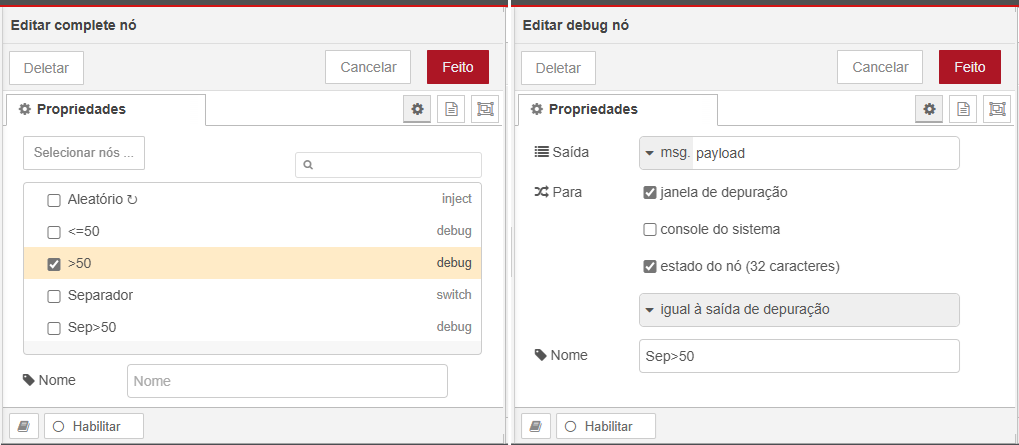 Editar complete nó
Deletar
Cancelar
Feito
Propriedades
Selecionar nós ...
Aleatório ↻ inject
<=50 debug
>50 debug
Separador switch
Sep>50 debug
Nome Nome
Habilitar
Editar debug nó
Deletar
Cancelar
Feito
Propriedades
Saída msg. payload
Para janela de depuração
console do sistema
estado do nó (32 caracteres)
igual à saída de depuração
Nome Sep>50
Habilitar